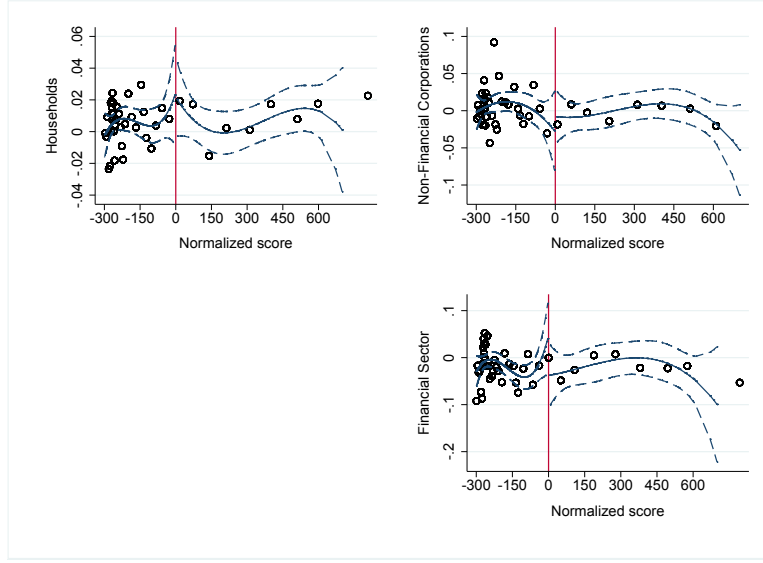 Households
.06
.04
.02
0
-.02
-.04
-300 -150 0 150 300 450 600
Normalized score
Non-Financial Corporations
.1
.05
0
-.05
-.1
-300 -150 0 150 300 450 600
Normalized score
Financial Sector
.1
0
-.1
-.2
-300 -150 0 150 300 450 600
Normalized score